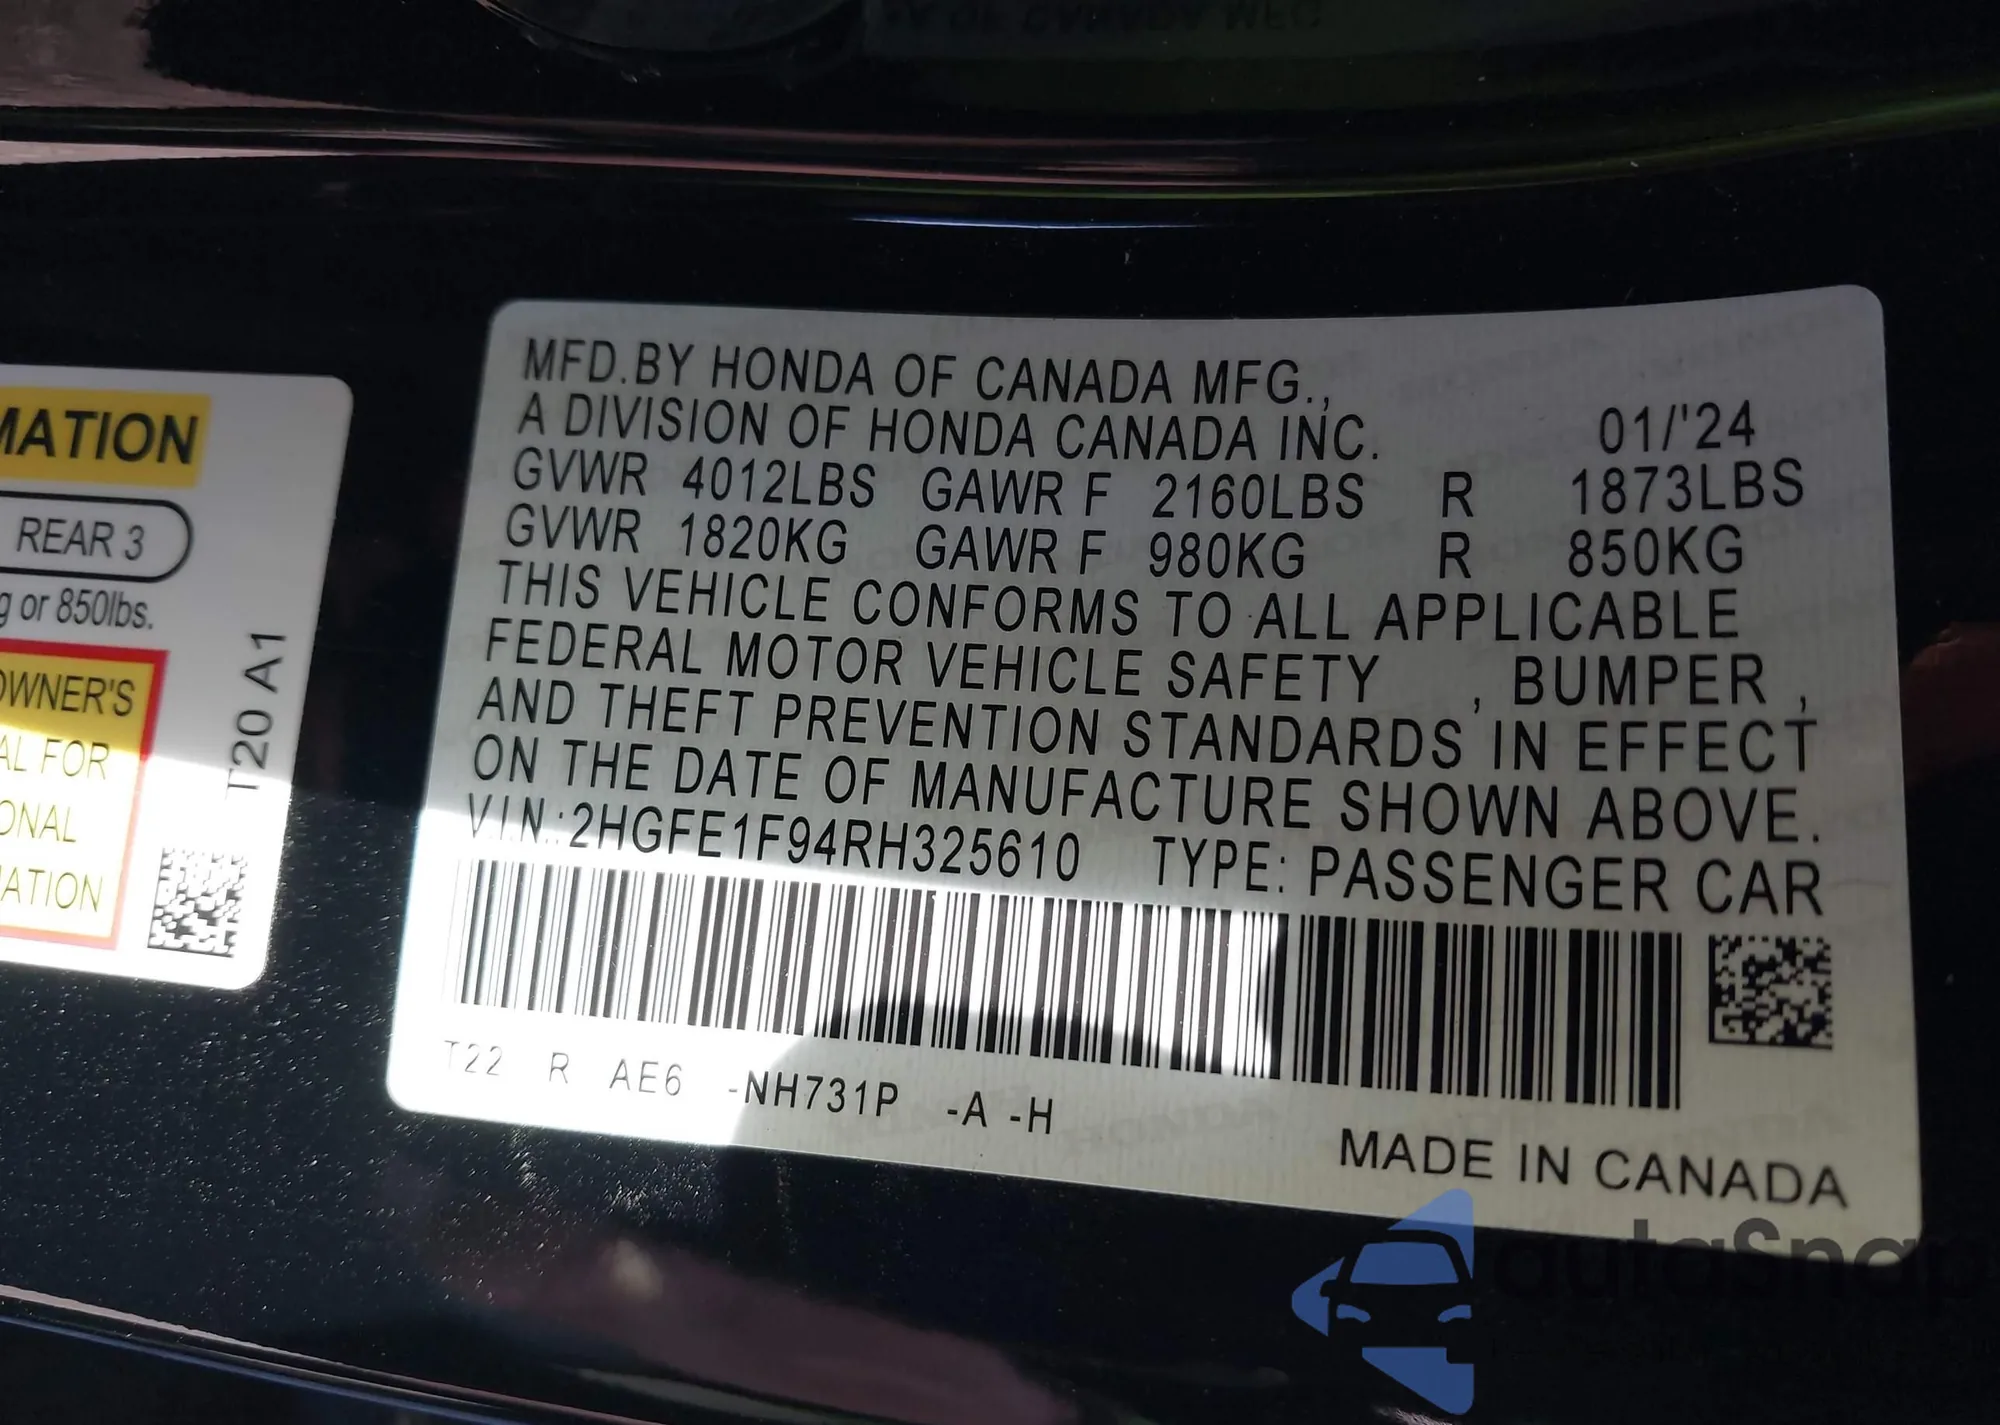 MATION
REAR 3
g or 850lbs.
OWNER'S
AL FOR
ONAL
MATION
T20 A1
MFD.BY HONDA OF CANADA MFG.,
A DIVISION OF HONDA CANADA INC. 01/'24
GVWR 4012LBS GAWR F 2160LBS R 1873LBS
GVWR 1820KG GAWR F 980KG R 850KG
THIS VEHICLE CONFORMS TO ALL APPLICABLE
FEDERAL MOTOR VEHICLE SAFETY , BUMPER ,
AND THEFT PREVENTION STANDARDS IN EFFECT
ON THE DATE OF MANUFACTURE SHOWN ABOVE.
V.I.N.:2HGFE1F94RH325610 TYPE: PASSENGER CAR
T22 R AE6 -NH731P -A -H
MADE IN CANADA
autoSnap